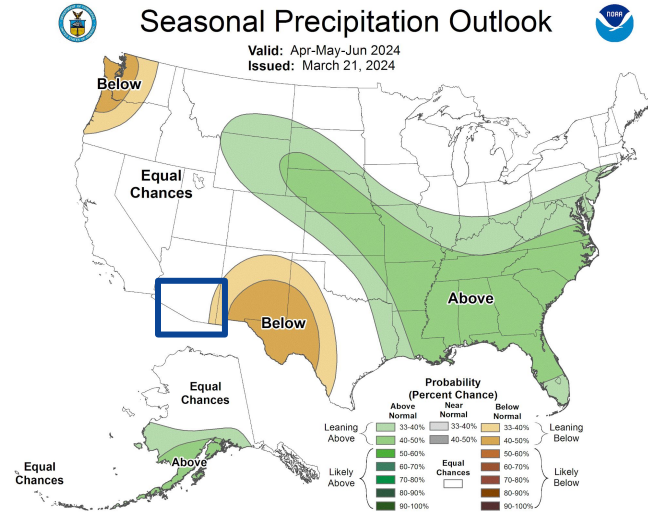 Seasonal Precipitation Outlook
NOAA
Valid: Apr-May-Jun 2024
Issued: March 21, 2024
Below
Equal
Chances
Above
Below
Equal
Chances
Above
Equal
Chances
Probability
(Percent Chance)
Above Normal
Near Normal
Below Normal
Leaning Above
33-40%
33-40%
33-40%
Leaning Below
40-50%
40-50%
40-50%
Likely Above
50-60%
Equal Chances
50-60%
Likely Below
60-70%
60-70%
70-80%
70-80%
80-90%
80-90%
90-100%
90-100%